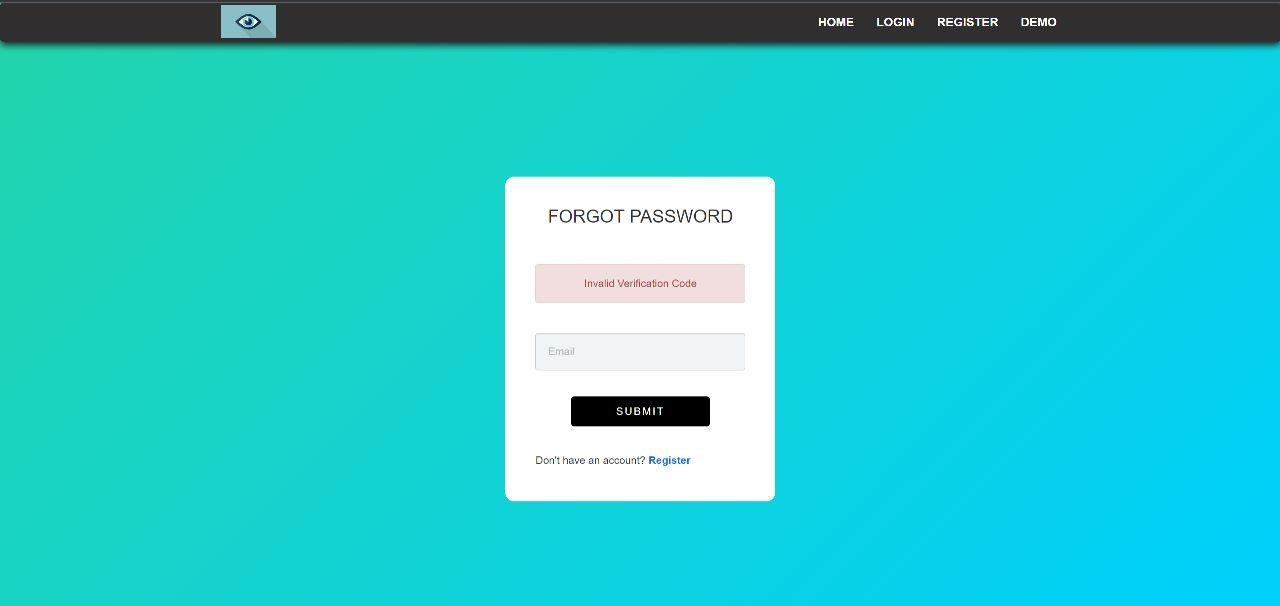 HOME LOGIN REGISTER DEMO
FORGOT PASSWORD
Invalid Verification Code
Email
SUBMIT
Don't have an account? Register